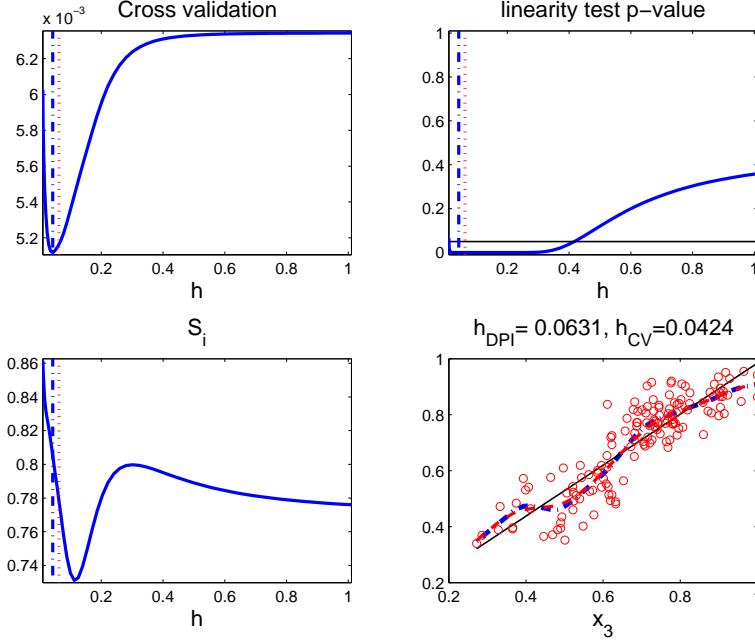 Cross validation
x 10⁻³
6.2
6
5.8
5.6
5.4
5.2
0.2 0.4 0.6 0.8 1
h
linearity test p−value
1
0.8
0.6
0.4
0.2
0
0.2 0.4 0.6 0.8 1
h
S_i
0.86
0.84
0.82
0.8
0.78
0.76
0.74
0.2 0.4 0.6 0.8 1
h
h_DPI= 0.0631, h_CV=0.0424
1
0.8
0.6
0.4
0.2
0.2 0.4 0.6 0.8 1
x_3